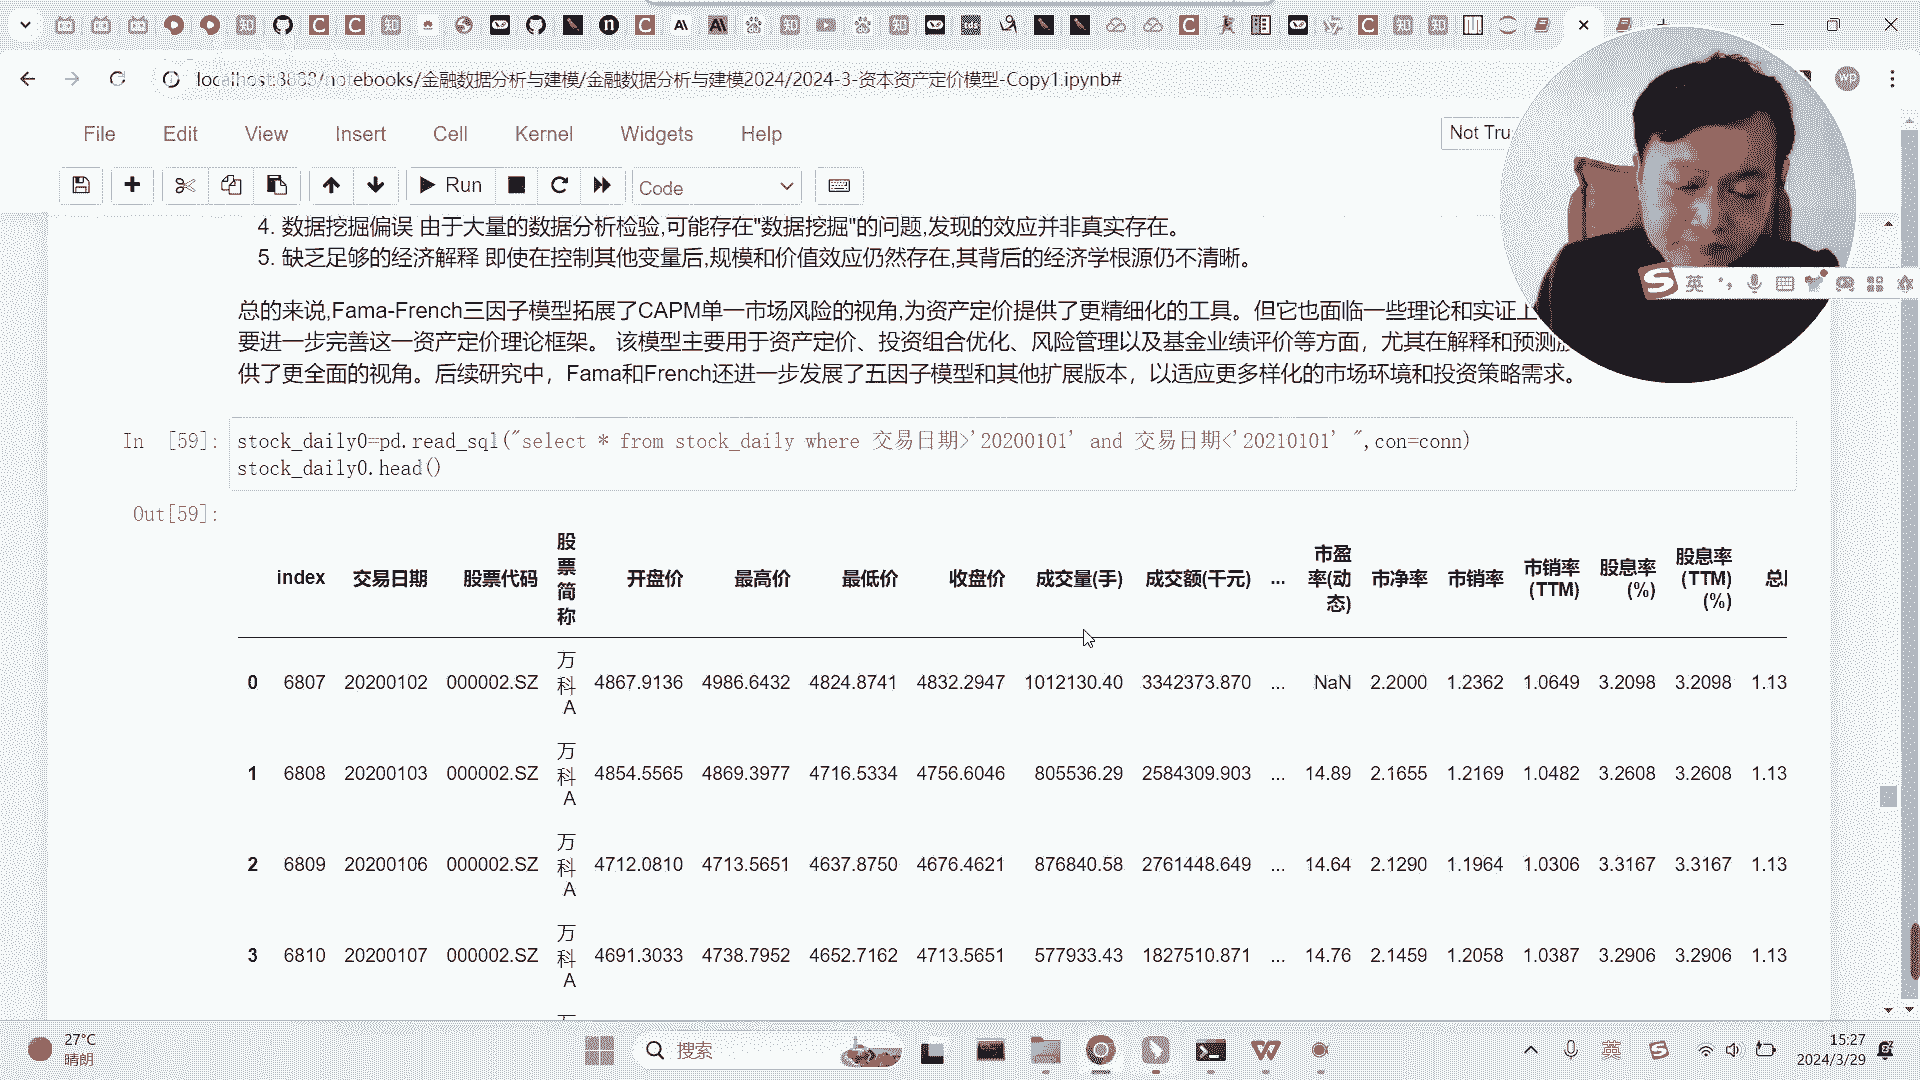 localhost:8888/notebooks/金融数据分析与建模/金融数据分析与建模2024/2024-3-资本资产定价模型-Copy1.ipynb#
wp
File Edit View Insert Cell Kernel Widgets Help
Not Tru
Run
Code
4. 数据挖掘偏误 由于大量的数据分析检验,可能存在"数据挖掘"的问题,发现的效应并非真实存在。
5. 缺乏足够的经济解释 即使在控制其他变量后,规模和价值效应仍然存在,其背后的经济学根源仍不清晰。
英
总的来说,Fama-French三因子模型拓展了CAPM单一市场风险的视角,为资产定价提供了更精细化的工具。但它也面临一些理论和实证上
要进一步完善这一资产定价理论框架。 该模型主要用于资产定价、投资组合优化、风险管理以及基金业绩评价等方面，尤其在解释和预测
供了更全面的视角。后续研究中，Fama和French还进一步发展了五因子模型和其他扩展版本，以适应更多样化的市场环境和投资策略需求。
In [59]: stock_daily0=pd.read_sql("select * from stock_daily where 交易日期>'20200101' and 交易日期<'20210101' ",con=conn)
stock_daily0.head()
Out[59]:
index 交易日期 股票代码 股票简称 开盘价 最高价 最低价 收盘价 成交量(手) 成交额(千元) ... 市盈率(动态) 市净率 市销率 市销率(TTM) 股息率(%) 股息率(TTM)(%) 总
0 6807 20200102 000002.SZ 万科A 4867.9136 4986.6432 4824.8741 4832.2947 1012130.40 3342373.870 ... NaN 2.2000 1.2362 1.0649 3.2098 3.2098 1.13
1 6808 20200103 000002.SZ 万科A 4854.5565 4869.3977 4716.5334 4756.6046 805536.29 2584309.903 ... 14.89 2.1655 1.2169 1.0482 3.2608 3.2608 1.13
2 6809 20200106 000002.SZ 万科A 4712.0810 4713.5651 4637.8750 4676.4621 876840.58 2761448.649 ... 14.64 2.1290 1.1964 1.0306 3.3167 3.3167 1.13
3 6810 20200107 000002.SZ 万科A 4691.3033 4738.7952 4652.7162 4713.5651 577933.43 1827510.871 ... 14.76 2.1459 1.2058 1.0387 3.2906 3.2906 1.13
27°C
晴朗
搜索
英
15:27
2024/3/29